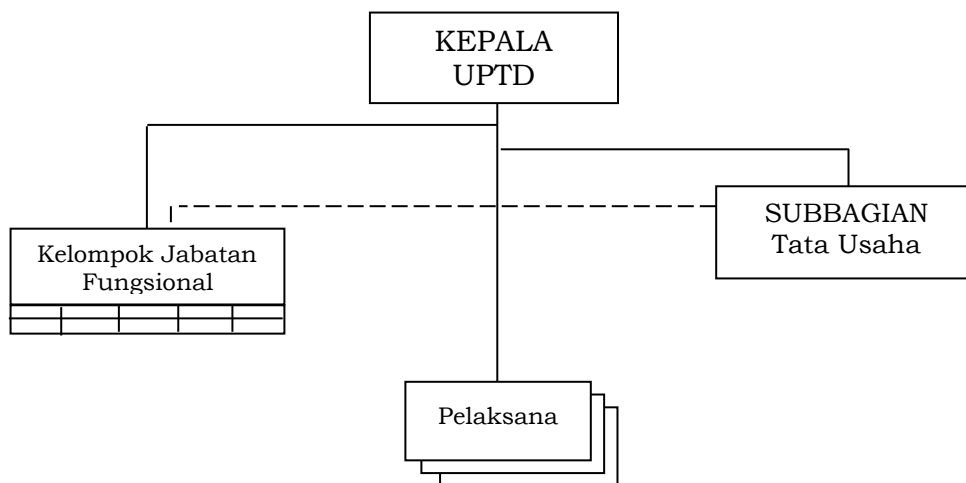 KEPALA
UPTD
SUBBAGIAN
Tata Usaha
Kelompok Jabatan
Fungsional
Pelaksana